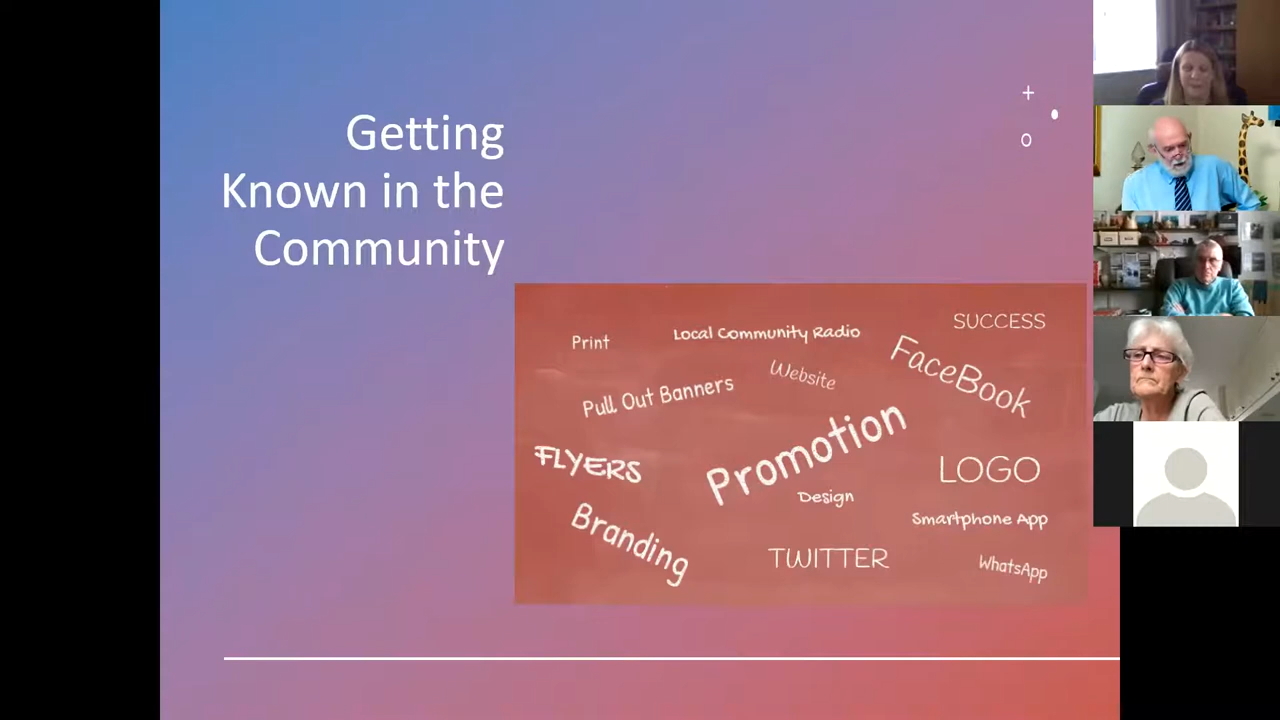 Getting
Known in the
Community
SUCCESS
Print
Local Community Radio
FaceBook
Website
Pull Out Banners
Promotion
FLYERS
LOGO
Design
Branding
Smartphone App
TWITTER
WhatsApp